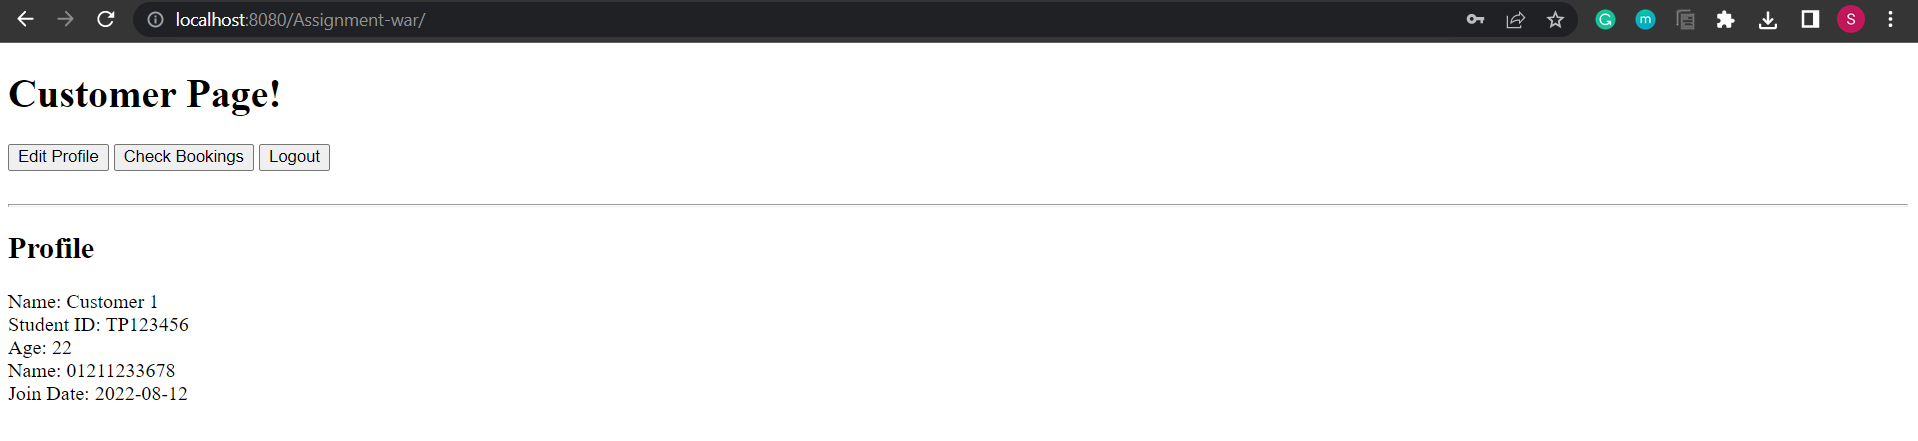 localhost:8080/Assignment-war/
G m S
Customer Page!
Edit Profile Check Bookings Logout
Profile
Name: Customer 1
Student ID: TP123456
Age: 22
Name: 01211233678
Join Date: 2022-08-12